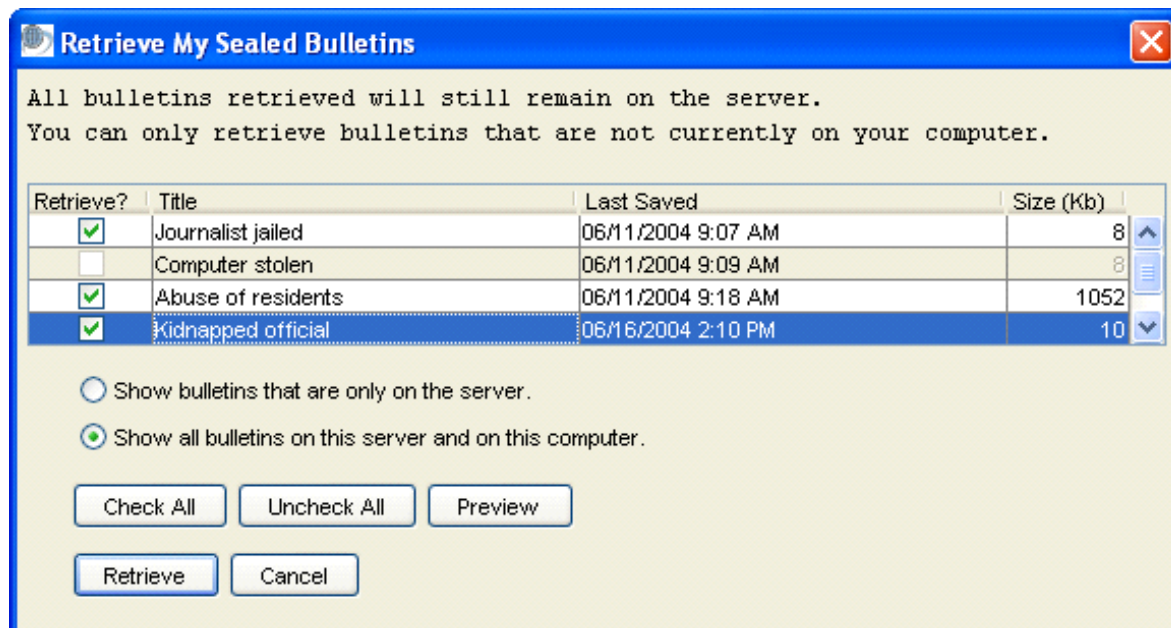 Retrieve My Sealed Bulletins
All bulletins retrieved will still remain on the server.
You can only retrieve bulletins that are not currently on your computer.
Retrieve? Title Last Saved Size (Kb)
Journalist jailed 06/11/2004 9:07 AM 8
Computer stolen 06/11/2004 9:09 AM 8
Abuse of residents 06/11/2004 9:18 AM 1052
Kidnapped official 06/16/2004 2:10 PM 10
Show bulletins that are only on the server.
Show all bulletins on this server and on this computer.
Check All Uncheck All Preview
Retrieve Cancel